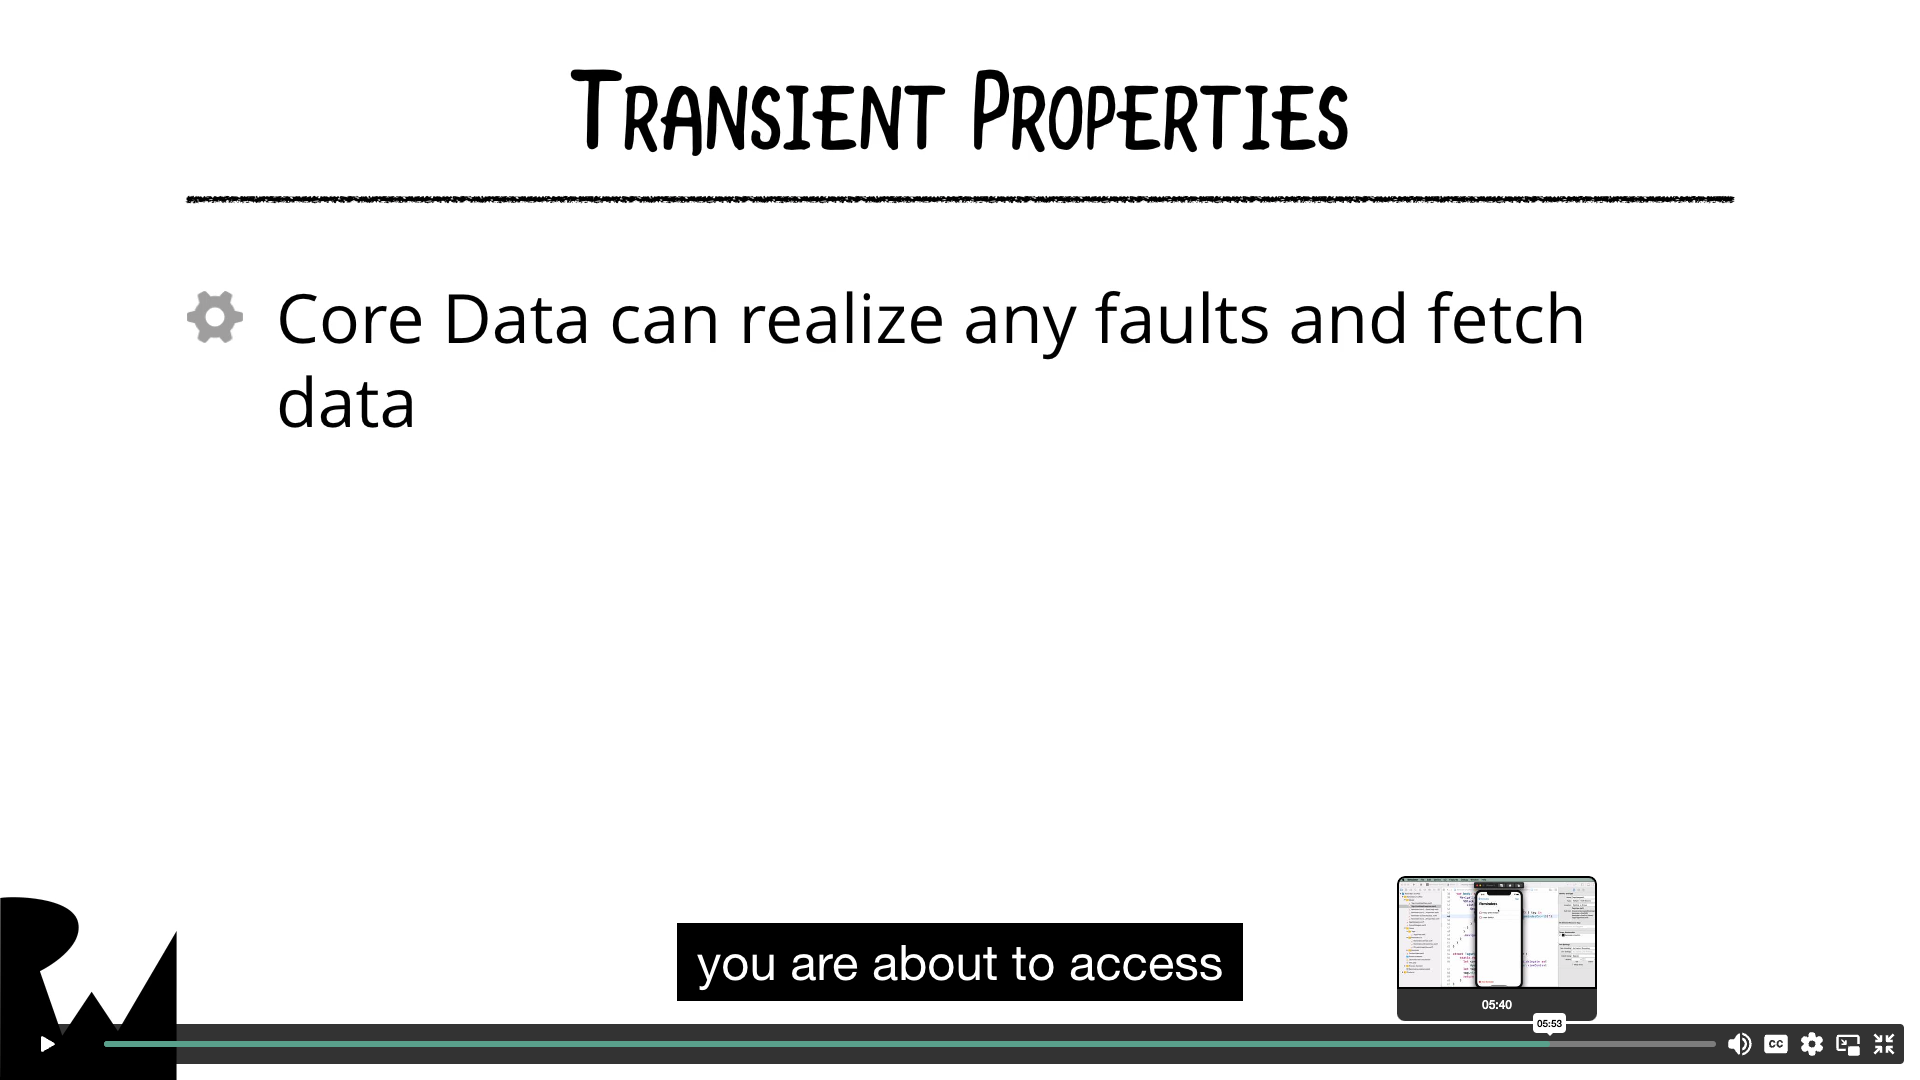 Transient Properties
Core Data can realize any faults and fetch
data
you are about to access
05:40
05:53
CC